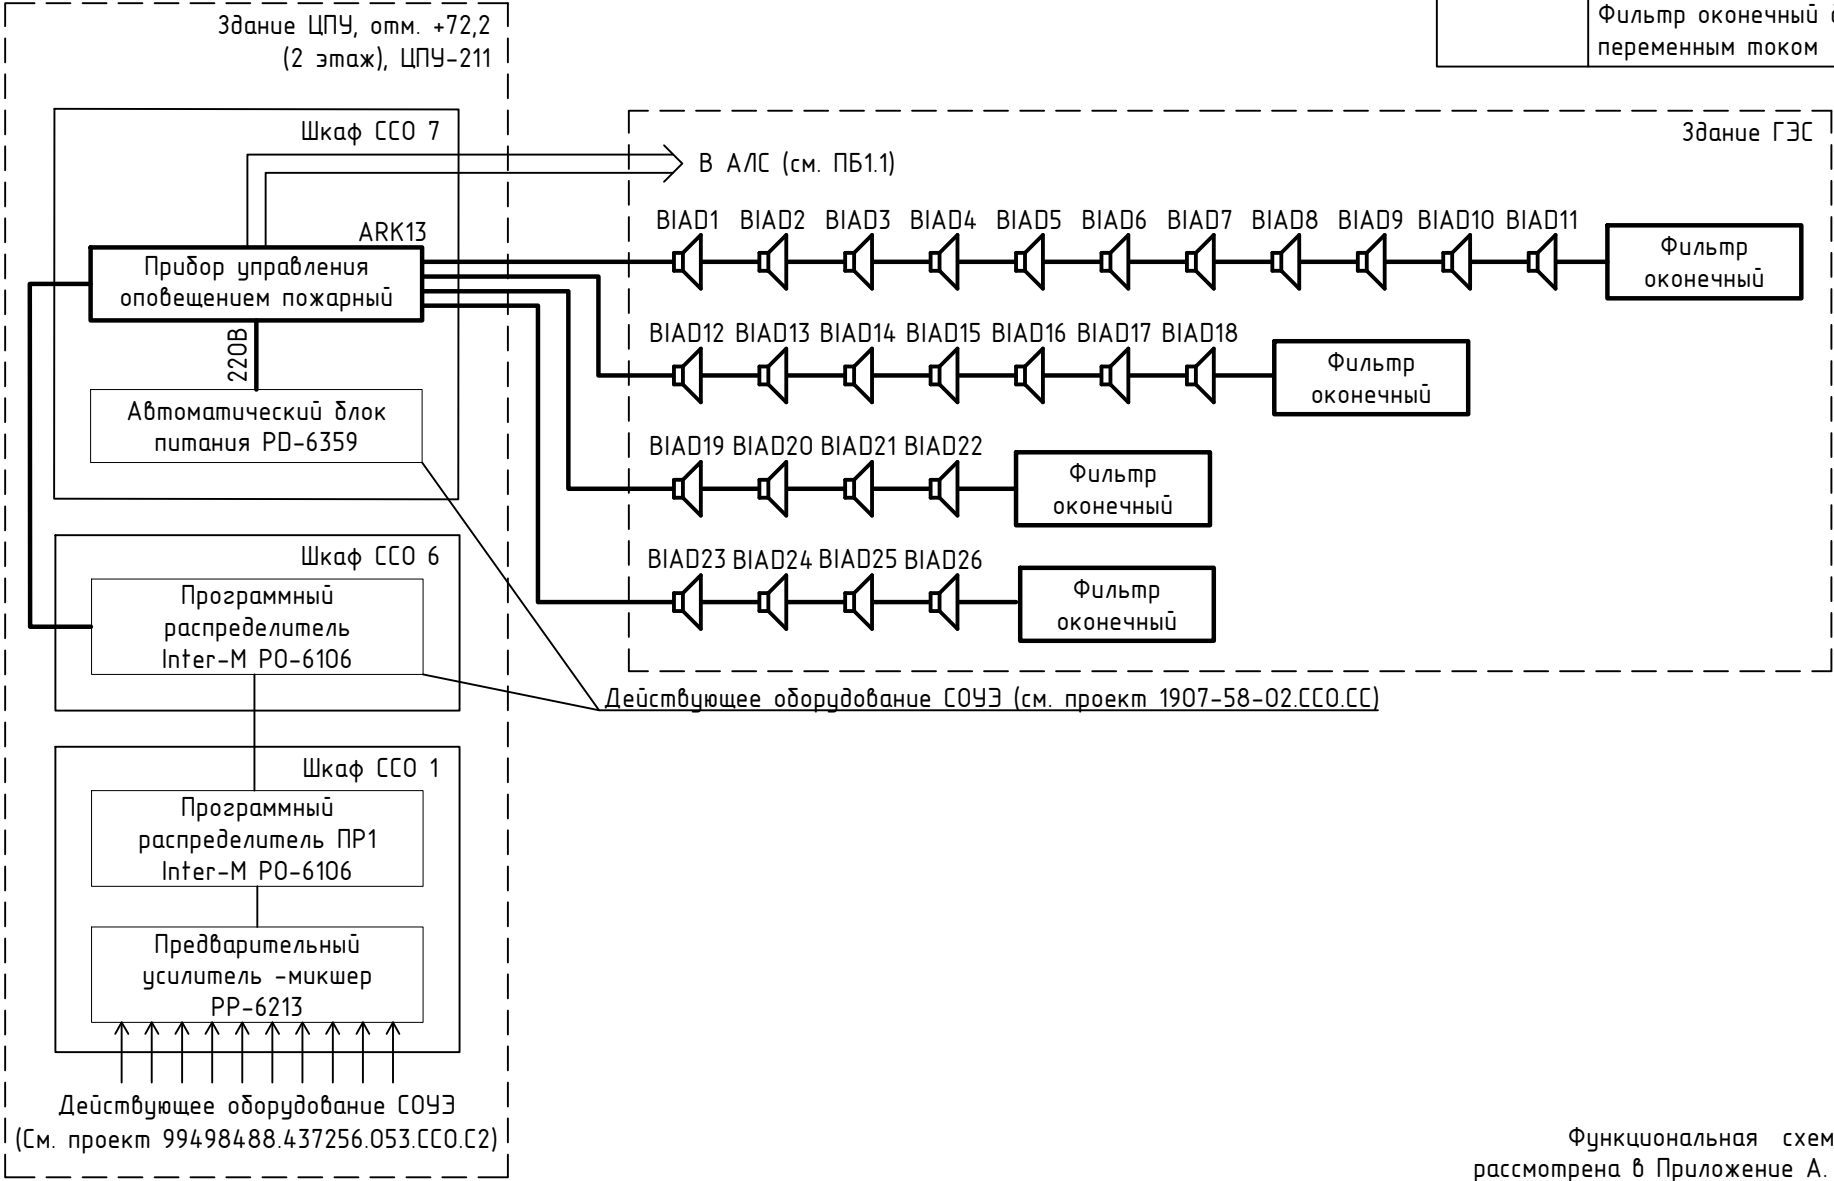 Здание ЦПУ, отм. +72,2
(2 этаж), ЦПУ-211
Фильтр оконечный
переменным током
Шкаф ССО 7
Здание ГЭС
В АЛС (см. ПБ1.1)
ARK13
Прибор управления
оповещением пожарный
220В
Автоматический блок
питания PD-6359
BIAD1 BIAD2 BIAD3 BIAD4 BIAD5 BIAD6 BIAD7 BIAD8 BIAD9 BIAD10 BIAD11
Фильтр
оконечный
BIAD12 BIAD13 BIAD14 BIAD15 BIAD16 BIAD17 BIAD18
Фильтр
оконечный
BIAD19 BIAD20 BIAD21 BIAD22
Фильтр
оконечный
BIAD23 BIAD24 BIAD25 BIAD26
Фильтр
оконечный
Шкаф ССО 6
Программный
распределитель
Inter-M PO-6106
Действующее оборудование СОУЭ (см. проект 1907-58-02.ССО.СС)
Шкаф ССО 1
Программный
распределитель ПР1
Inter-M PO-6106
Предварительный
усилитель -микшер
PP-6213
Действующее оборудование СОУЭ
(См. проект 99498488.437256.053.ССО.С2)
Функциональная схем
рассмотрена в Приложение А.